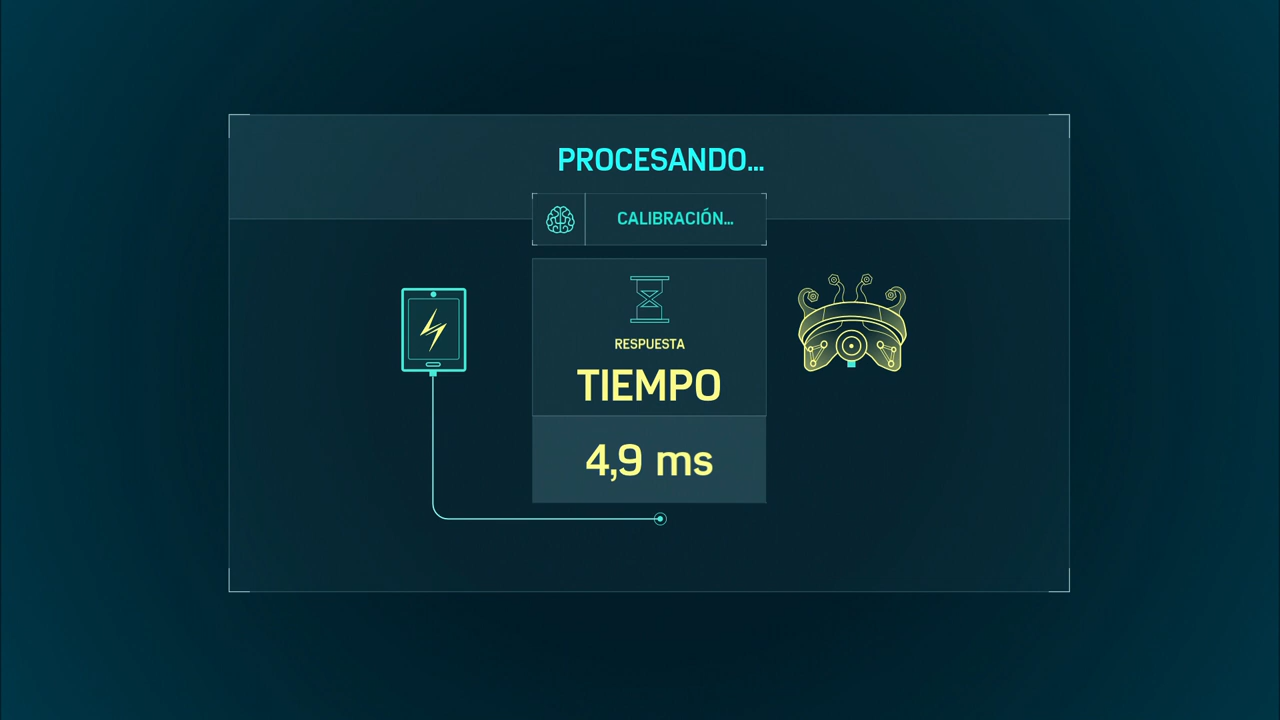 PROCESANDO...
CALIBRACIÓN...
RESPUESTA
TIEMPO
4,9 ms